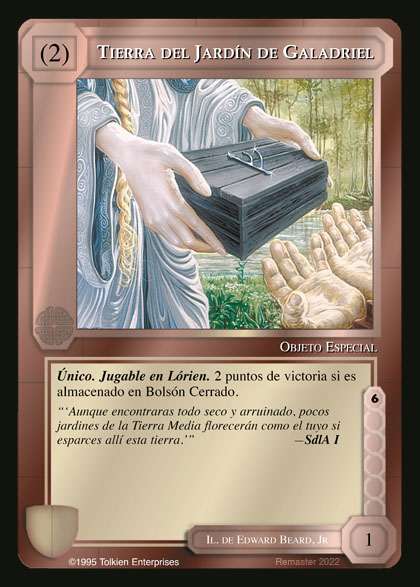 (2)
Tierra del Jardín de Galadriel
Objeto Especial
Único. Jugable en Lórien. 2 puntos de victoria si es
almacenado en Bolsón Cerrado.
“‘Aunque encontraras todo seco y arruinado, pocos
jardines de la Tierra Media florecerán como el tuyo si
esparces allí esta tierra.’” —SdlA I
6
Il. de Edward Beard, Jr
1
©1995 Tolkien Enterprises
Remaster 2022